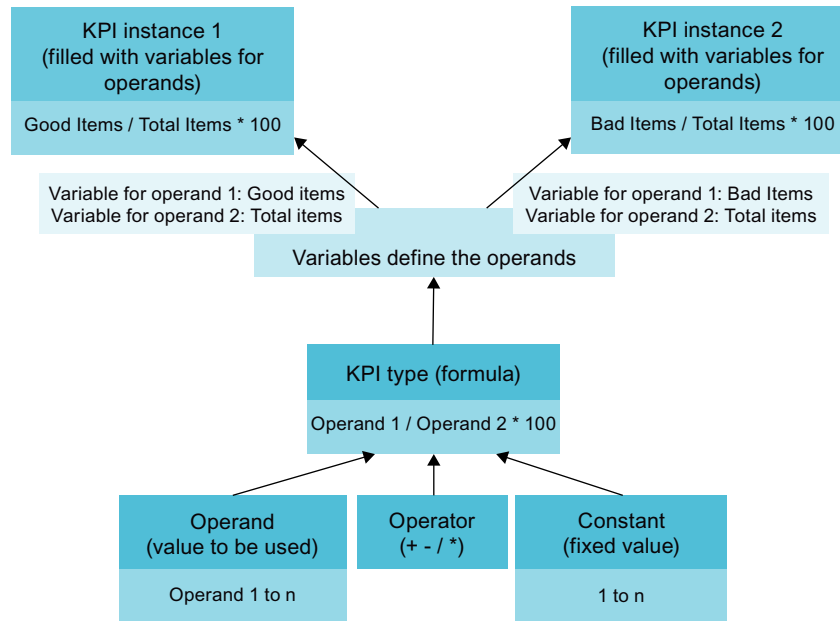 KPI instance 1
(filled with variables for
operands)
Good Items / Total Items * 100
KPI instance 2
(filled with variables for
operands)
Bad Items / Total Items * 100
Variable for operand 1: Good items
Variable for operand 2: Total items
Variable for operand 1: Bad Items
Variable for operand 2: Total items
Variables define the operands
KPI type (formula)
Operand 1 / Operand 2 * 100
Operand
(value to be used)
Operand 1 to n
Operator
(+ - / *)
Constant
(fixed value)
1 to n